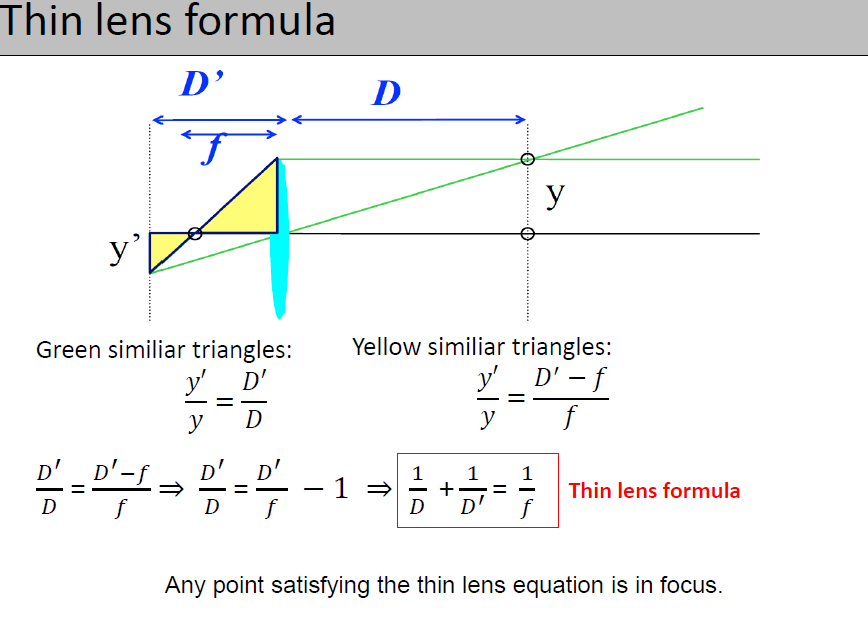 Thin lens formula
D’ D
f
y
y’
Green similiar triangles: Yellow similiar triangles:
y′/y = D′/D y′/y = (D′ − f)/f
D′/D = (D′−f)/f ⇒ D′/D = D′/f − 1 ⇒ 1/D + 1/D′ = 1/f Thin lens formula
Any point satisfying the thin lens equation is in focus.